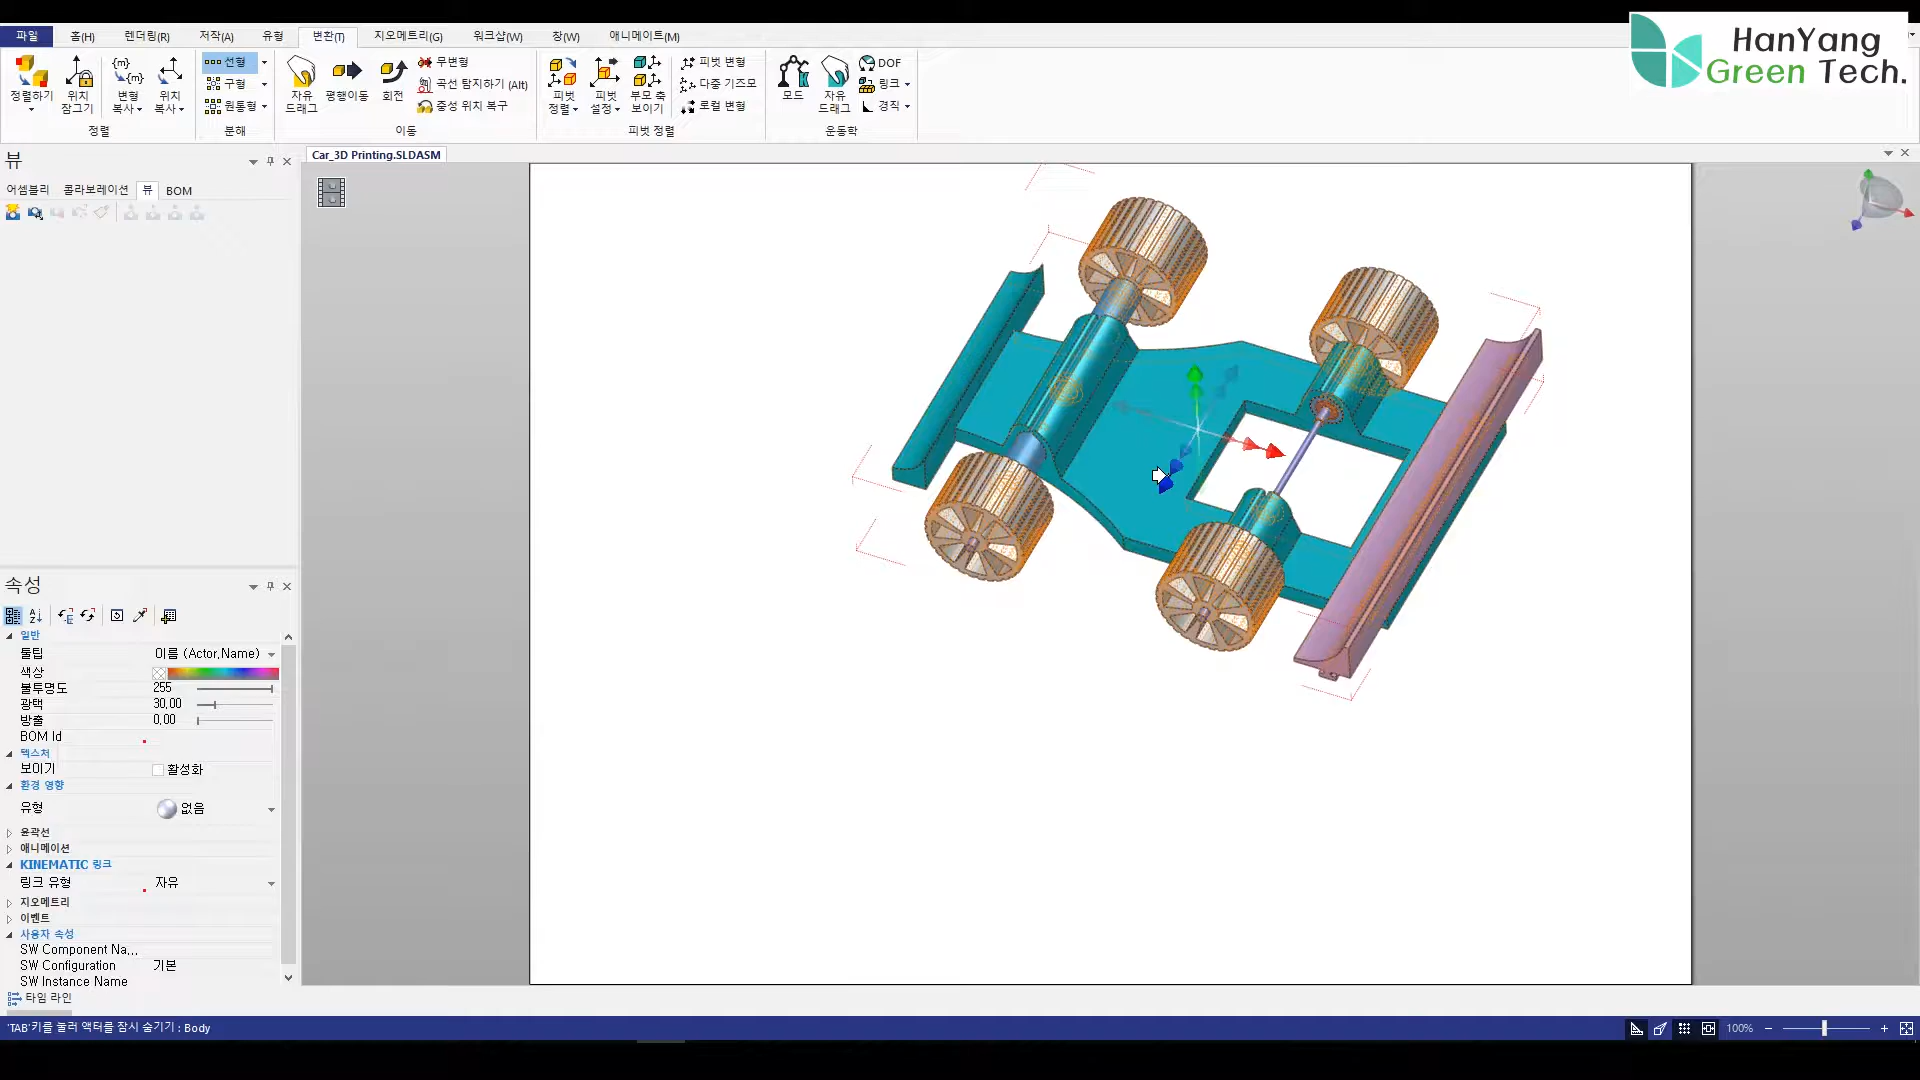 파일
홈(H)
렌더링(R)
저작(A)
유형
변환(T)
지오메트리(G)
워크샵(W)
창(W)
애니메이트(M)
HanYang
Green Tech.
정렬하기
위치
잠그기
변형
복사
위치
복사
선형
구형
원통형
자유
드래그
평행이동
회전
무변형
곡선 탐지하기 (Alt)
중성 위치 복구
피벗
정렬
피벗
설정
부모 축
보이기
피벗 변형
다중 기즈모
로컬 변형
모드
자유
드래그
DOF
링크
경직
정렬
분해
이동
피벗 정렬
운동학
뷰
Car_3D Printing.SLDASM
어셈블리
콜라보레이션
뷰
BOM
속성
일반
툴팁 이름 (Actor,Name)
색상
불투명도 255
광택 30,00
방출 0,00
BOM Id
텍스처
보이기 활성화
환경 영향
유형 없음
윤곽선
애니메이션
KINEMATIC 링크
링크 유형 자유
지오메트리
이벤트
사용자 속성
SW Component Na...
SW Configuration 기본
SW Instance Name
타임 라인
'TAB'키를 눌러 액터를 잠시 숨기기 : Body
100%